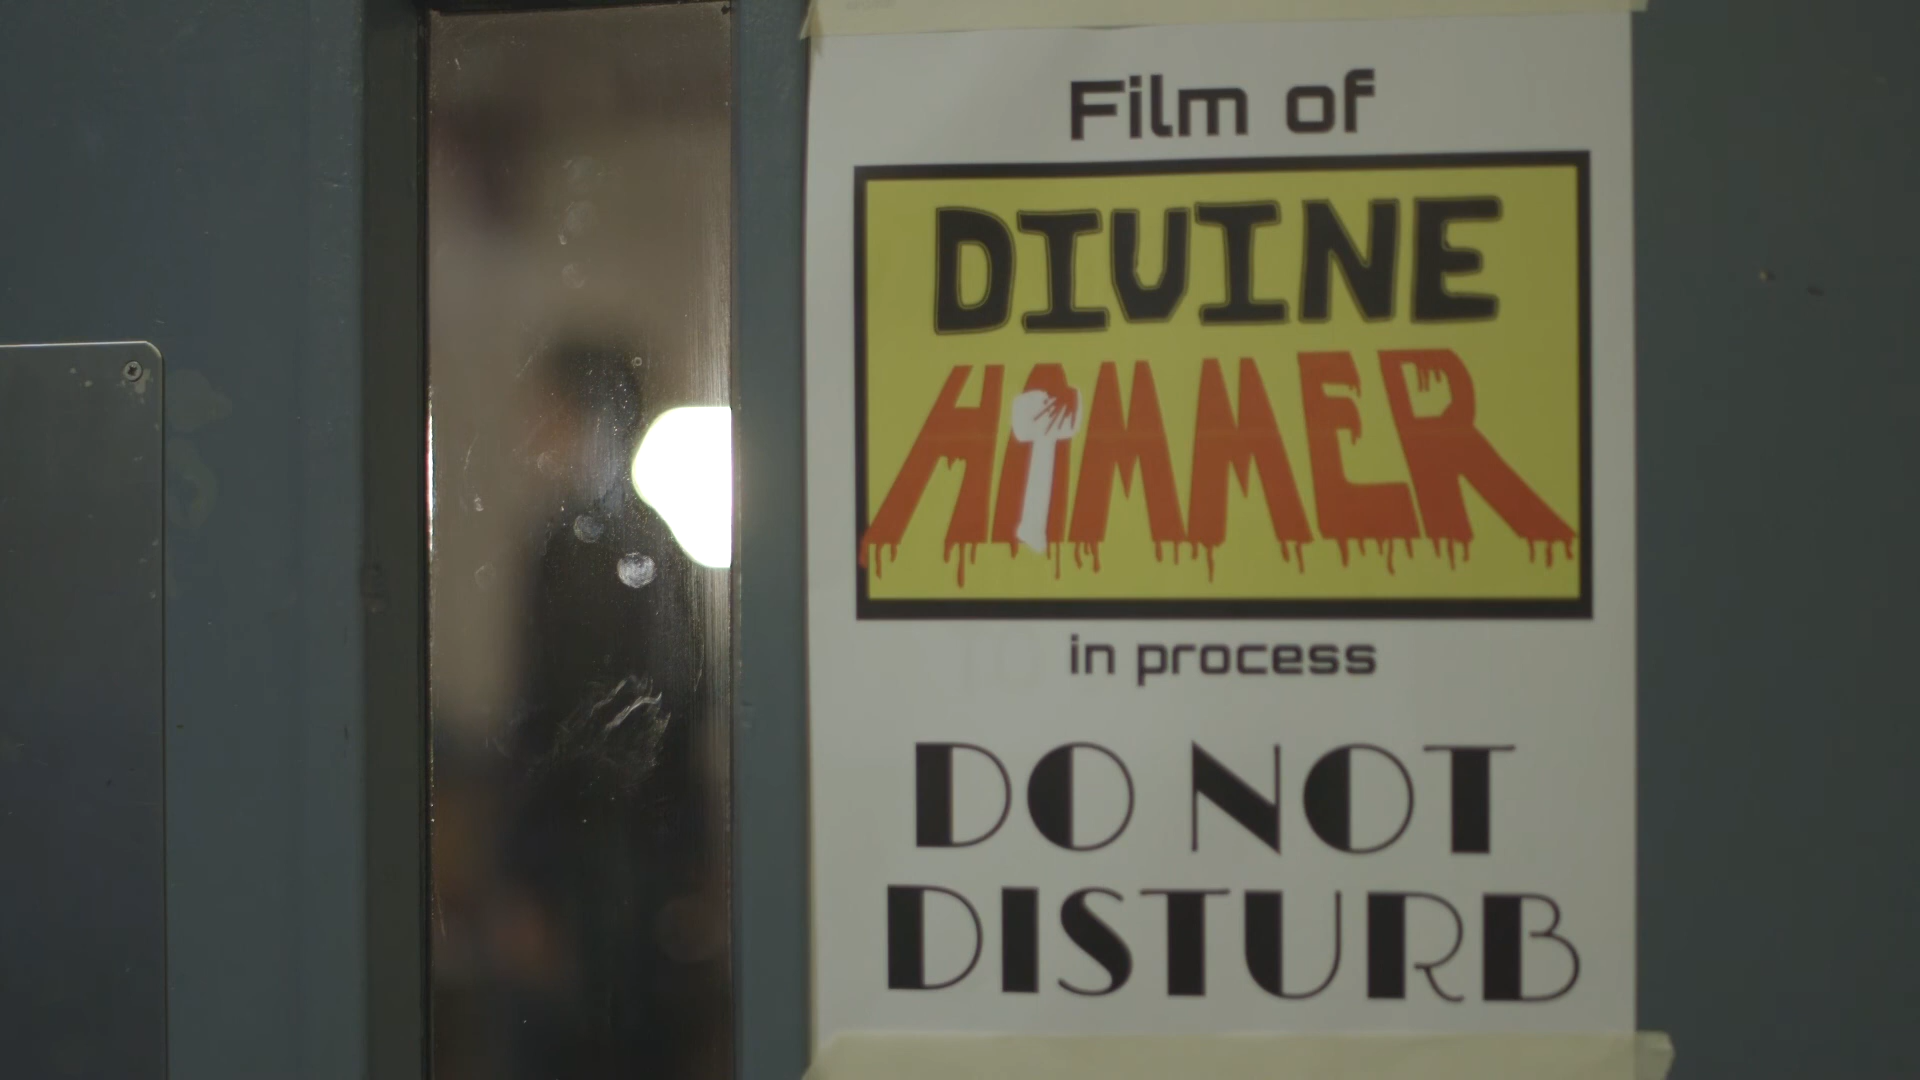 Film of
DIVINE
HAMMER
in process
DO NOT
DISTURB